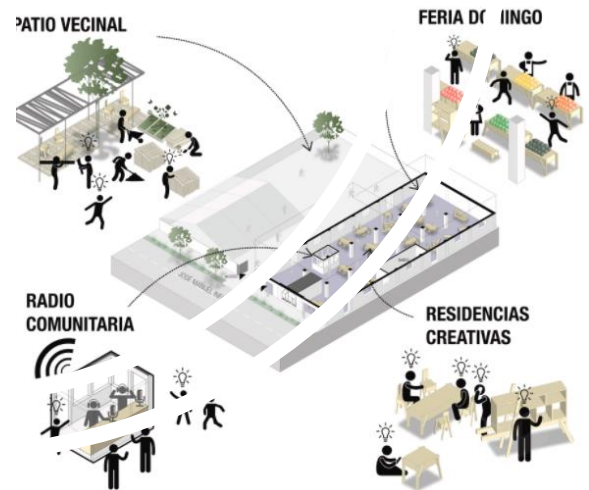 PATIO VECINAL
FERIA
RADIO
COMUNITARIA
RESIDENCIAS
CREATIVAS